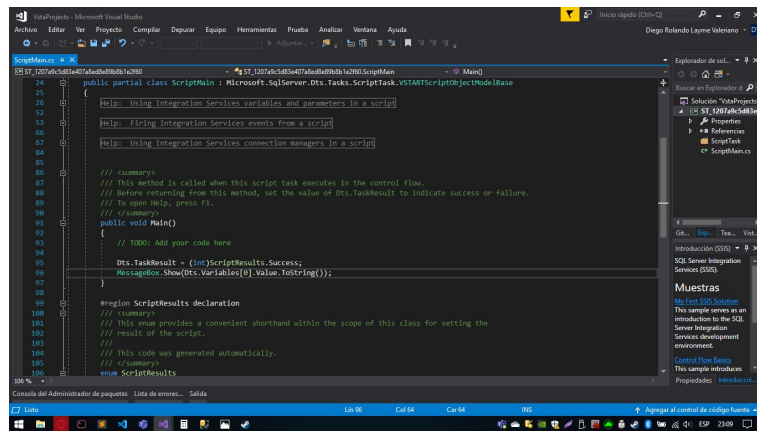 VstaProjects - Microsoft Visual Studio
Inicio rápido (Ctrl+Q)
Archivo Editar Ver Proyecto Compilar Depurar Equipo Herramientas Prueba Analizar Ventana Ayuda
Diego Rolando Layme Valeriano
Adjuntar...
ScriptMain.cs
Explorador de sol...
ST_1207a9c5d83e407a8ed8e89b8b1e2f60
ST_1207a9c5d83e407a8ed8e89b8b1e2f60.ScriptMain
Main()
24 public partial class ScriptMain : Microsoft.SqlServer.Dts.Tasks.ScriptTask.VSTARTScriptObjectModelBase
25 {
26 Help: Using Integration Services variables and parameters in a script
52
53 Help: Firing Integration Services events from a script
66
67 Help: Using Integration Services connection managers in a script
84
85
86 /// <summary>
87 /// This method is called when this script task executes in the control flow.
88 /// Before returning from this method, set the value of Dts.TaskResult to indicate success or failure.
89 /// To open Help, press F1.
90 /// </summary>
91 public void Main()
92 {
93 // TODO: Add your code here
94
95 Dts.TaskResult = (int)ScriptResults.Success;
96 MessageBox.Show(Dts.Variables[0].Value.ToString());
97 }
98
99 #region ScriptResults declaration
100 /// <summary>
101 /// This enum provides a convenient shorthand within the scope of this class for setting the
102 /// result of the script.
103 ///
104 /// This code was generated automatically.
105 /// </summary>
106 enum ScriptResults
106 %
Buscar en Explorador d
Solución "VstaProjects
ST_1207a9c5d83e
Properties
Referencias
ScriptTask
ScriptMain.cs
Git... Exp... Tea... Vist...
Introducción (SSIS)
SQL Server Integration
Services (SSIS).
Muestras
My First SSIS Solution
This sample serves as an
introduction to the SQL
Server Integration
Services development
environment.
Control Flow Basics
This sample introduces
Propiedades Introducció...
Consola del Administrador de paquetes Lista de errores... Salida
Listo Lín 96 Col 64 Car 64 INS Agregar al control de código fuente
ESP 23:09